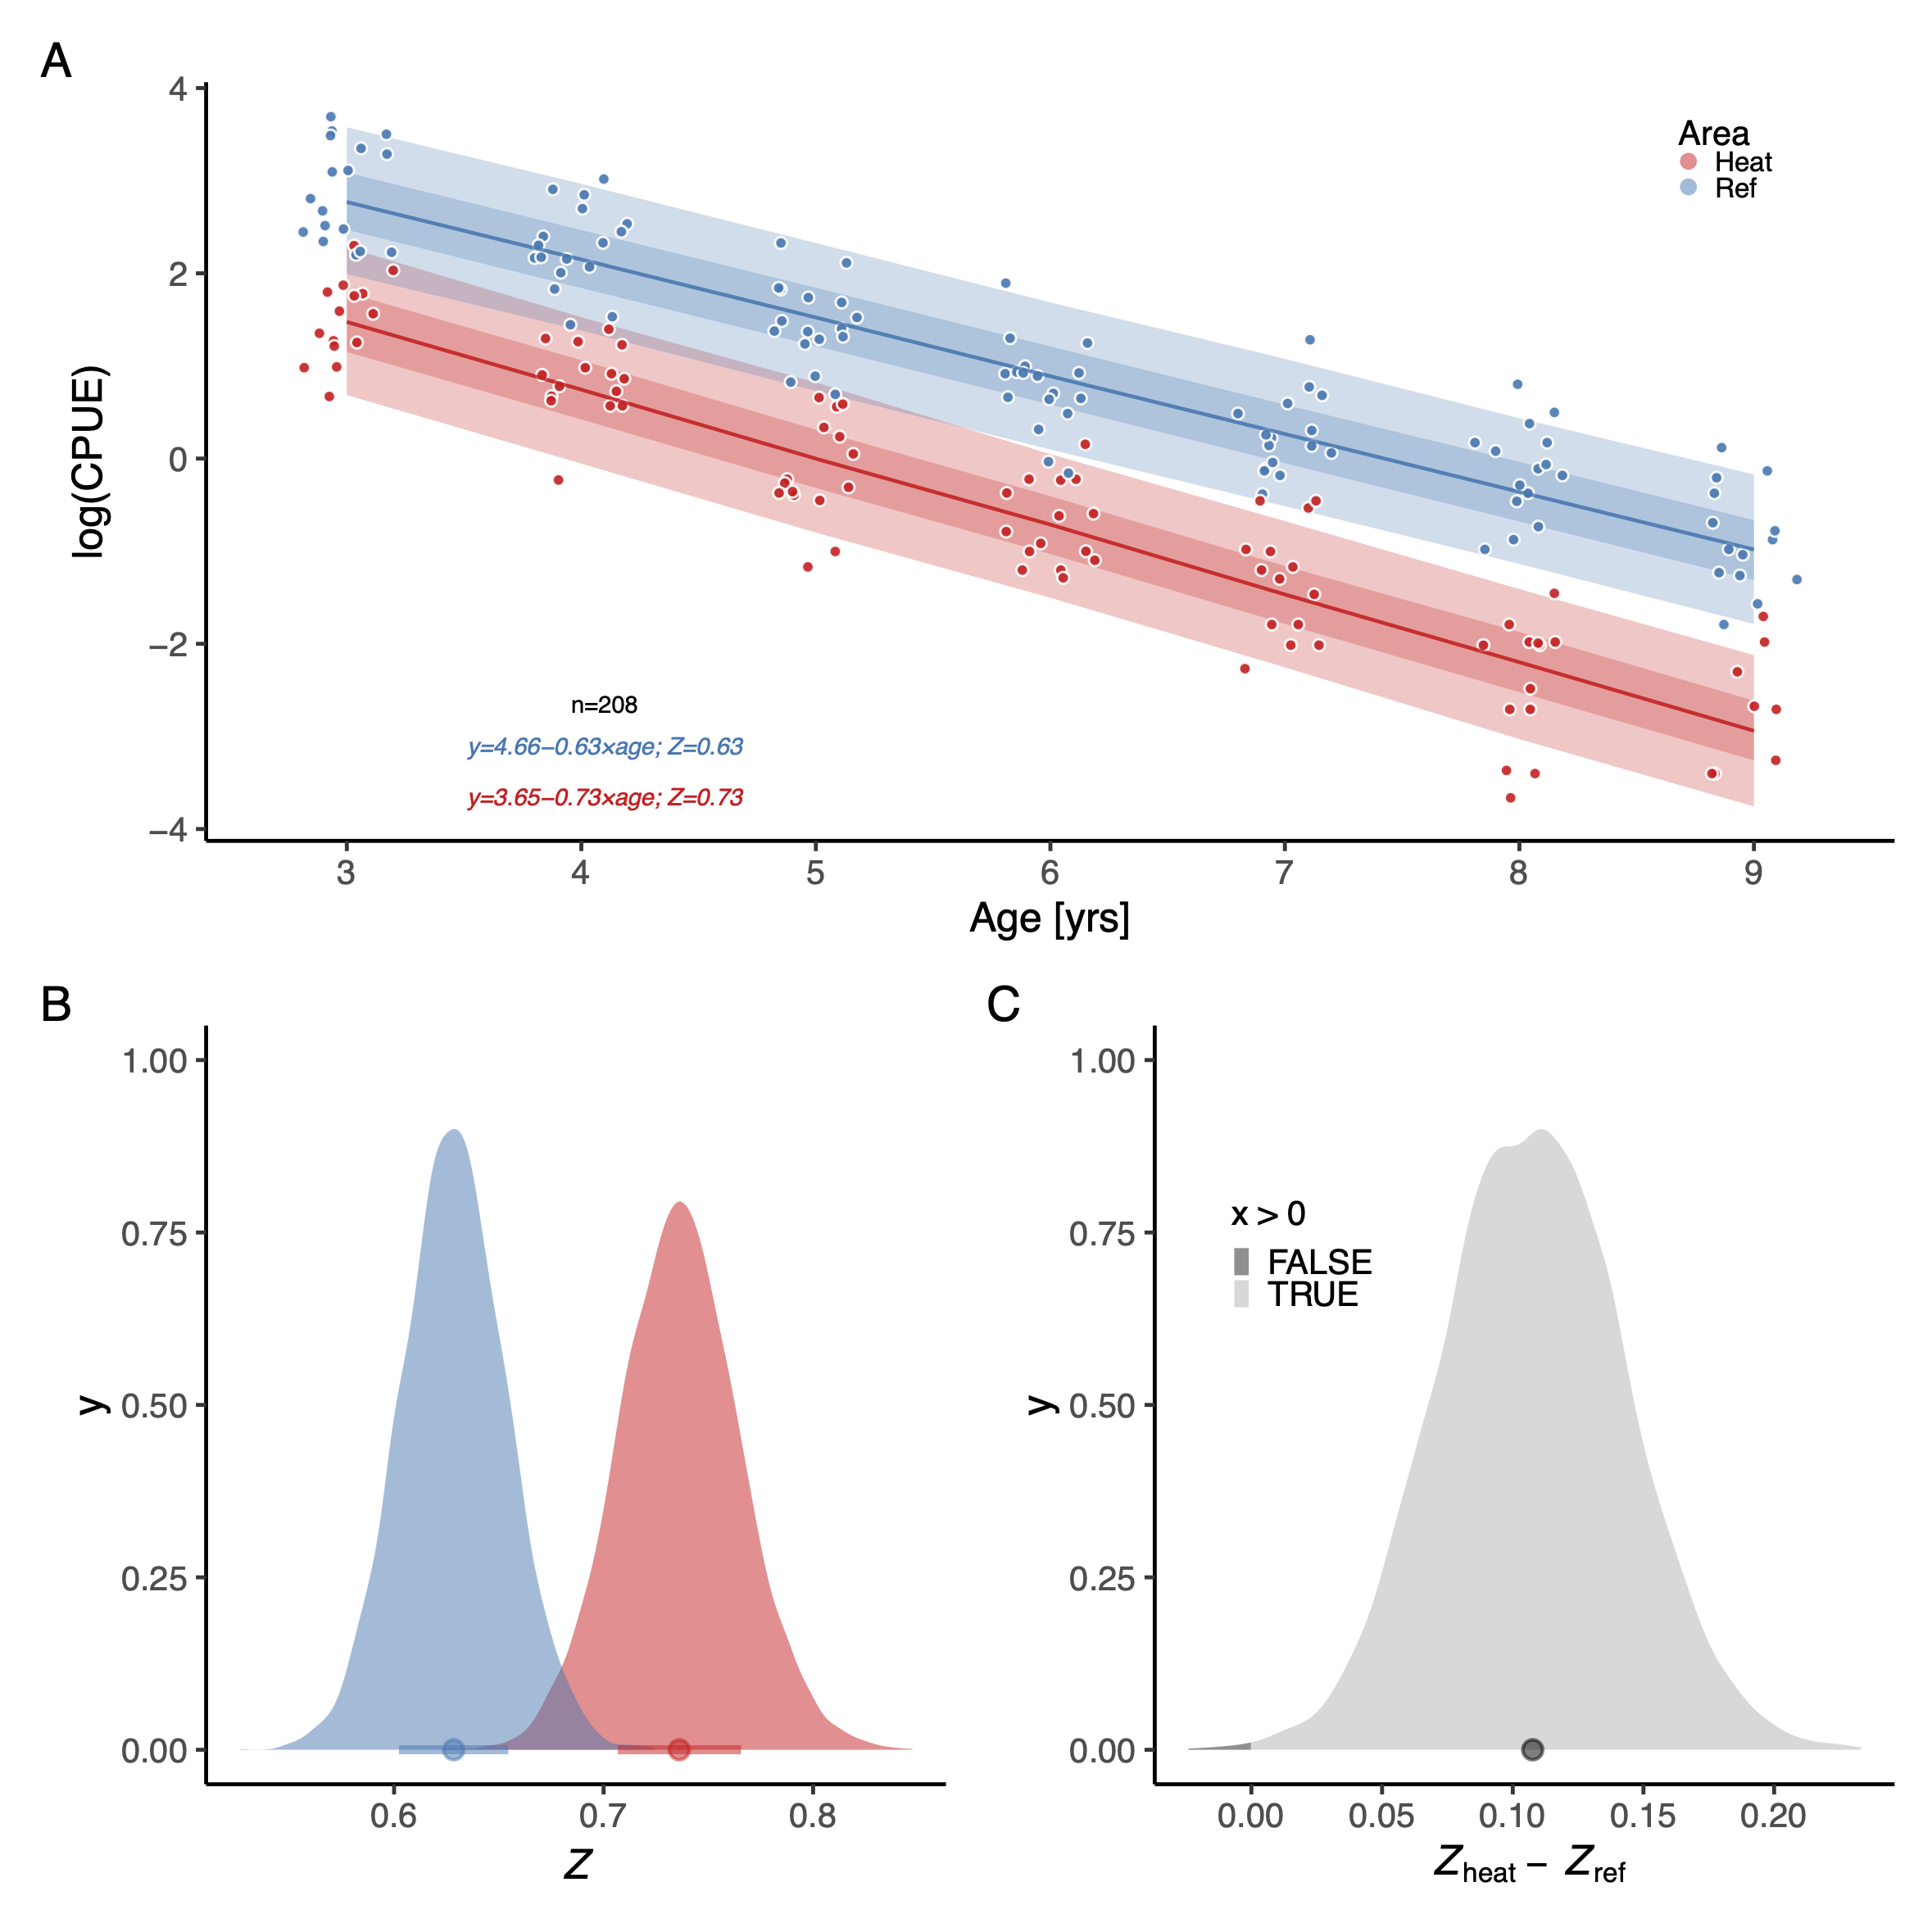 A
4
2
0
−2
−4
log(CPUE)
Area
Heat
Ref
n=208
y=4.66−0.63×age; Z=0.63
y=3.65−0.73×age; Z=0.73
3 4 5 6 7 8 9
Age [yrs]
B
1.00
0.75
0.50
0.25
0.00
y
0.6 0.7 0.8
Z
C
1.00
0.75
0.50
0.25
0.00
y
x > 0
FALSE
TRUE
0.00 0.05 0.10 0.15 0.20
Zheat − Zref